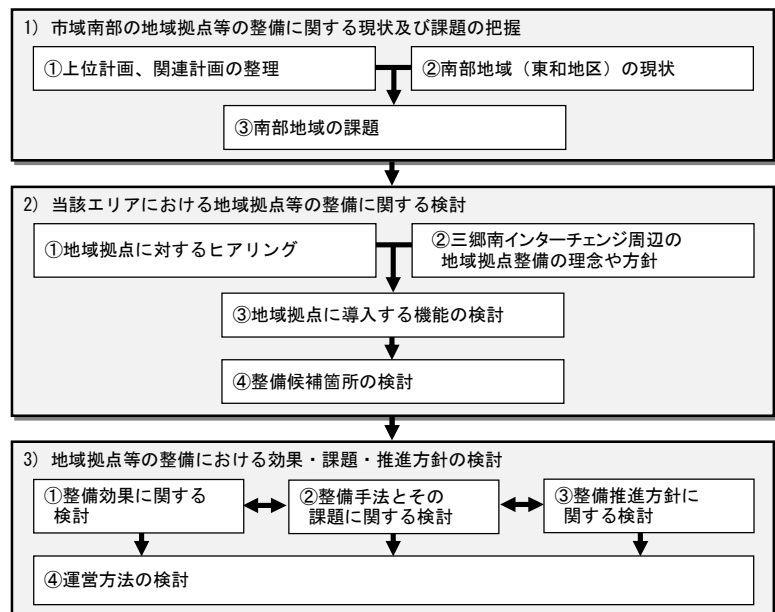 1) 市域南部の地域拠点等の整備に関する現状及び課題の把握
①上位計画、関連計画の整理
②南部地域（東和地区）の現状
③南部地域の課題
2) 当該エリアにおける地域拠点等の整備に関する検討
①地域拠点に対するヒアリング
②三郷南インターチェンジ周辺の
地域拠点整備の理念や方針
③地域拠点に導入する機能の検討
④整備候補箇所の検討
3) 地域拠点等の整備における効果・課題・推進方針の検討
①整備効果に関する
検討
②整備手法とその
課題に関する検討
③整備推進方針に
関する検討
④運営方法の検討